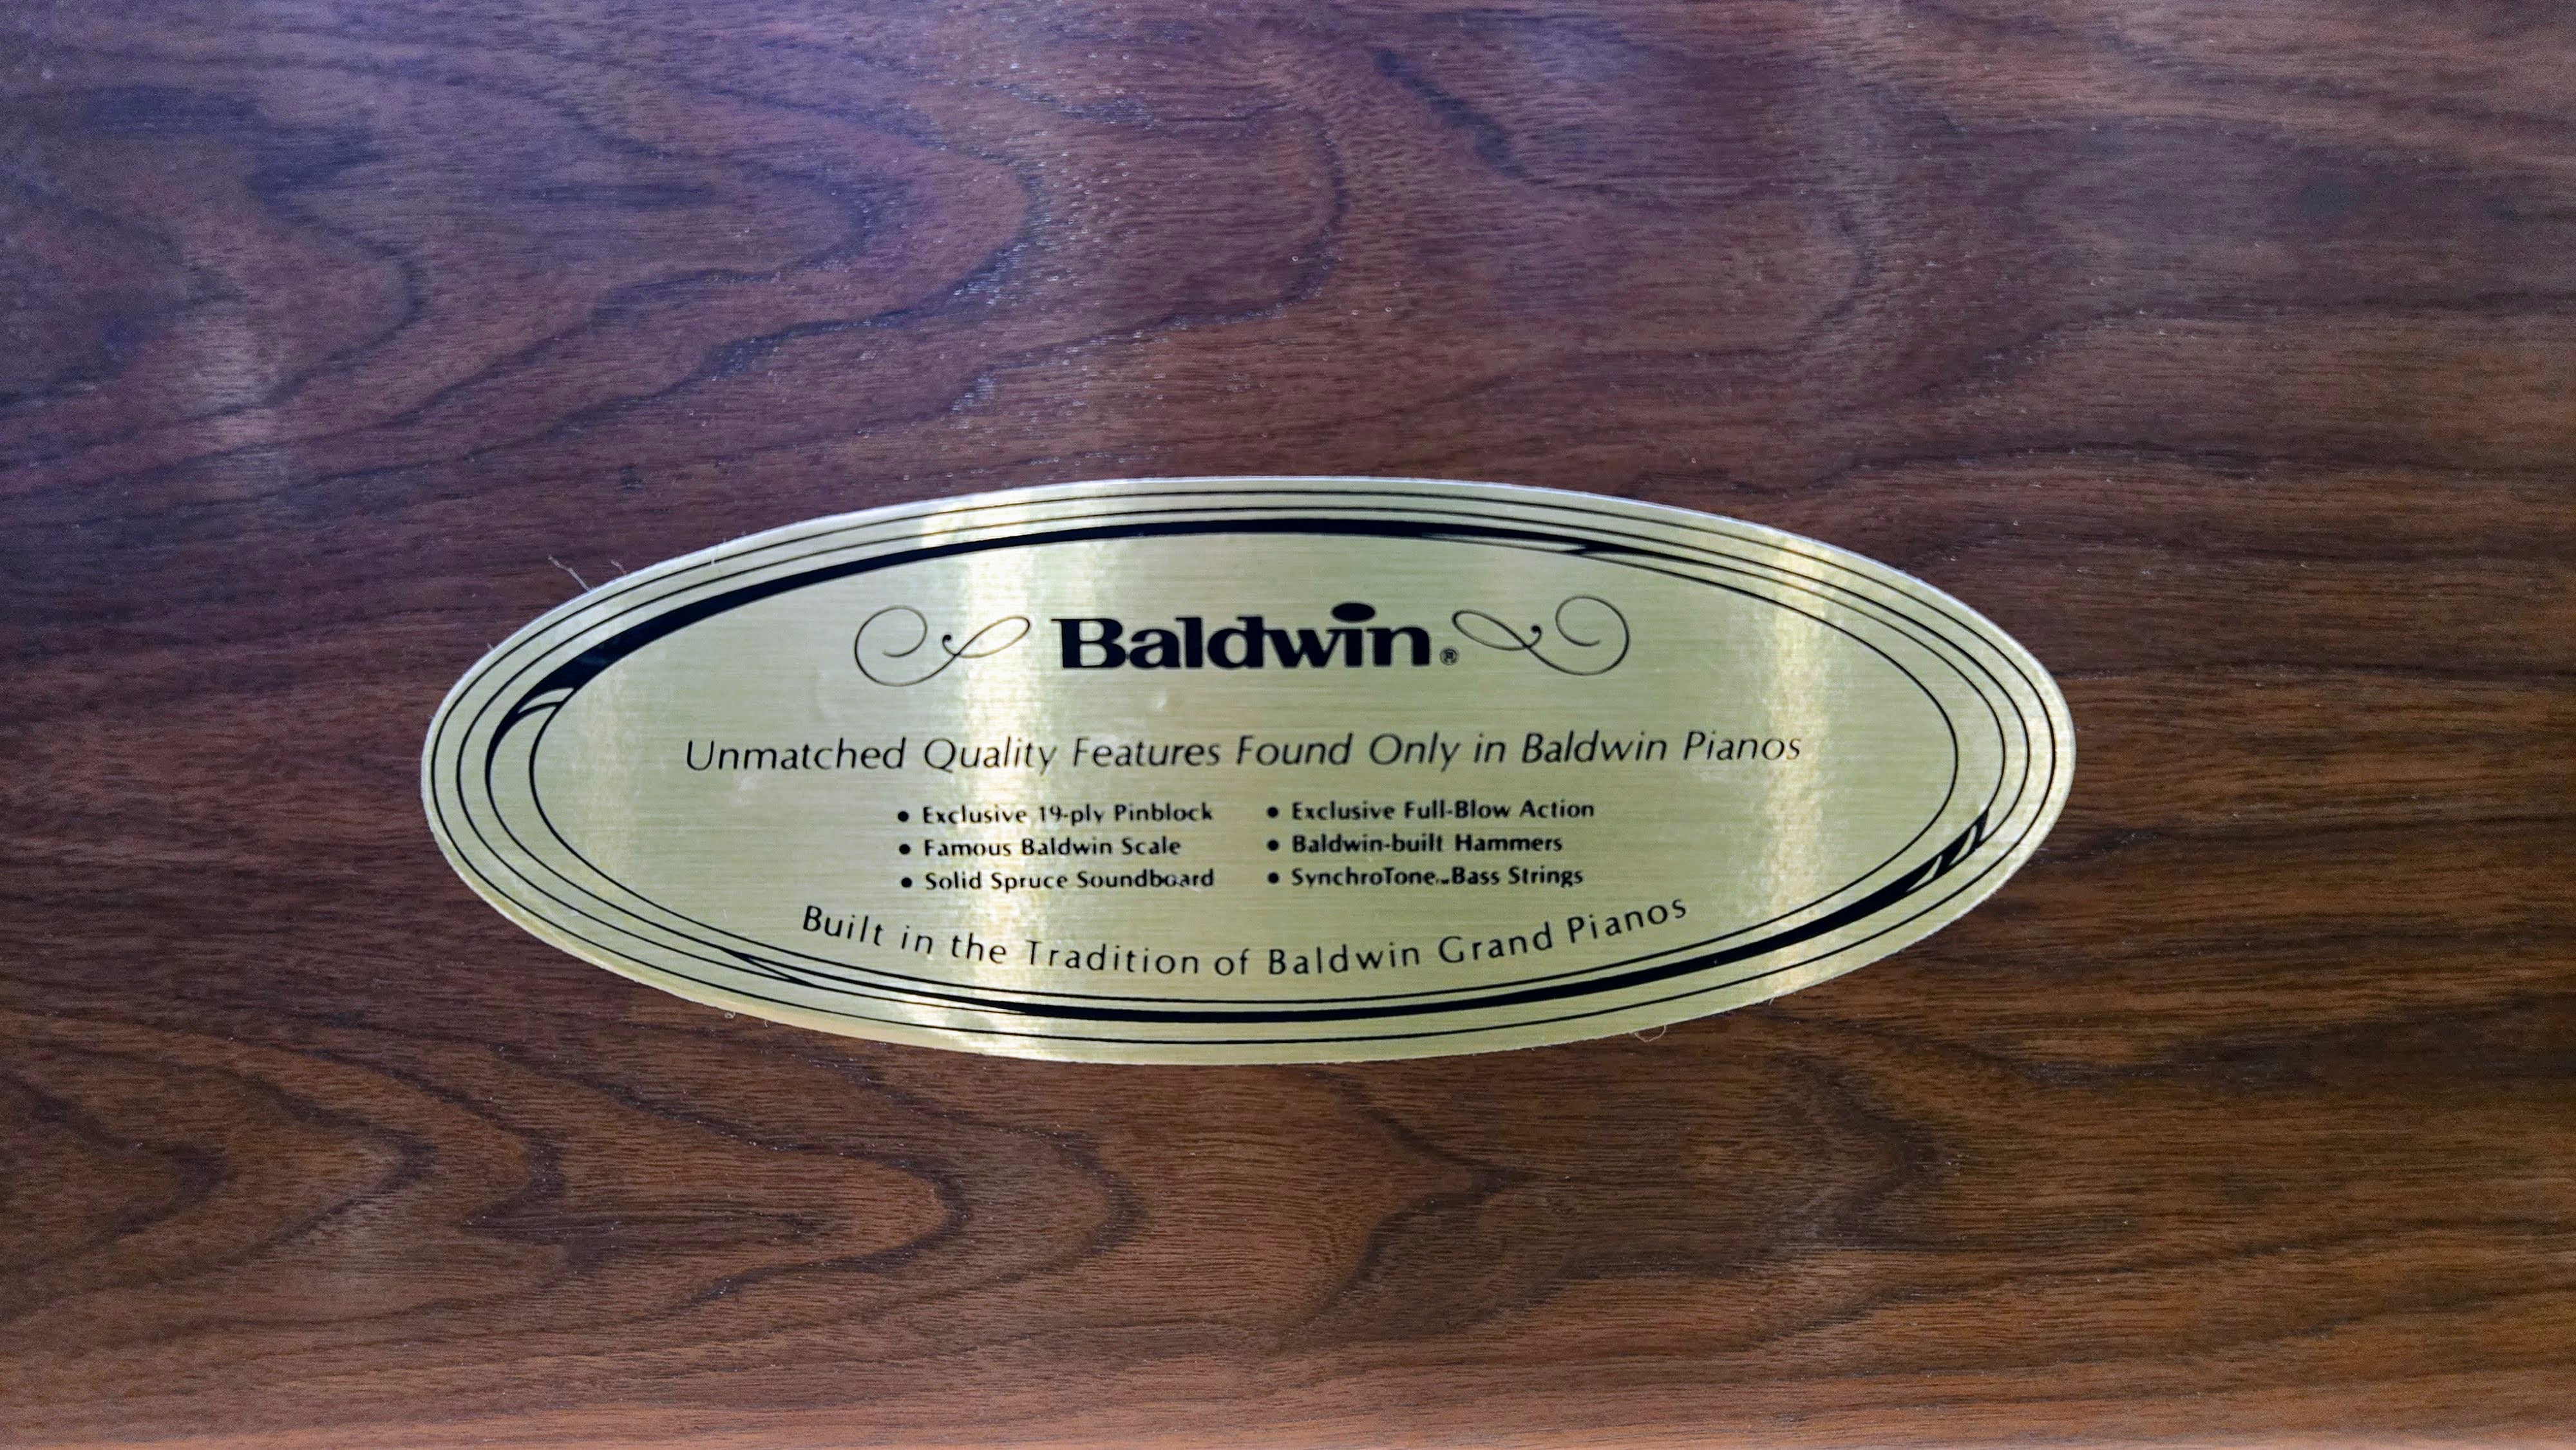 Baldwin®
Unmatched Quality Features Found Only in Baldwin Pianos
• Exclusive 19-ply Pinblock
• Famous Baldwin Scale
• Solid Spruce Soundboard
• Exclusive Full-Blow Action
• Baldwin-built Hammers
• SynchroTone™ Bass Strings
Built in the Tradition of Baldwin Grand Pianos